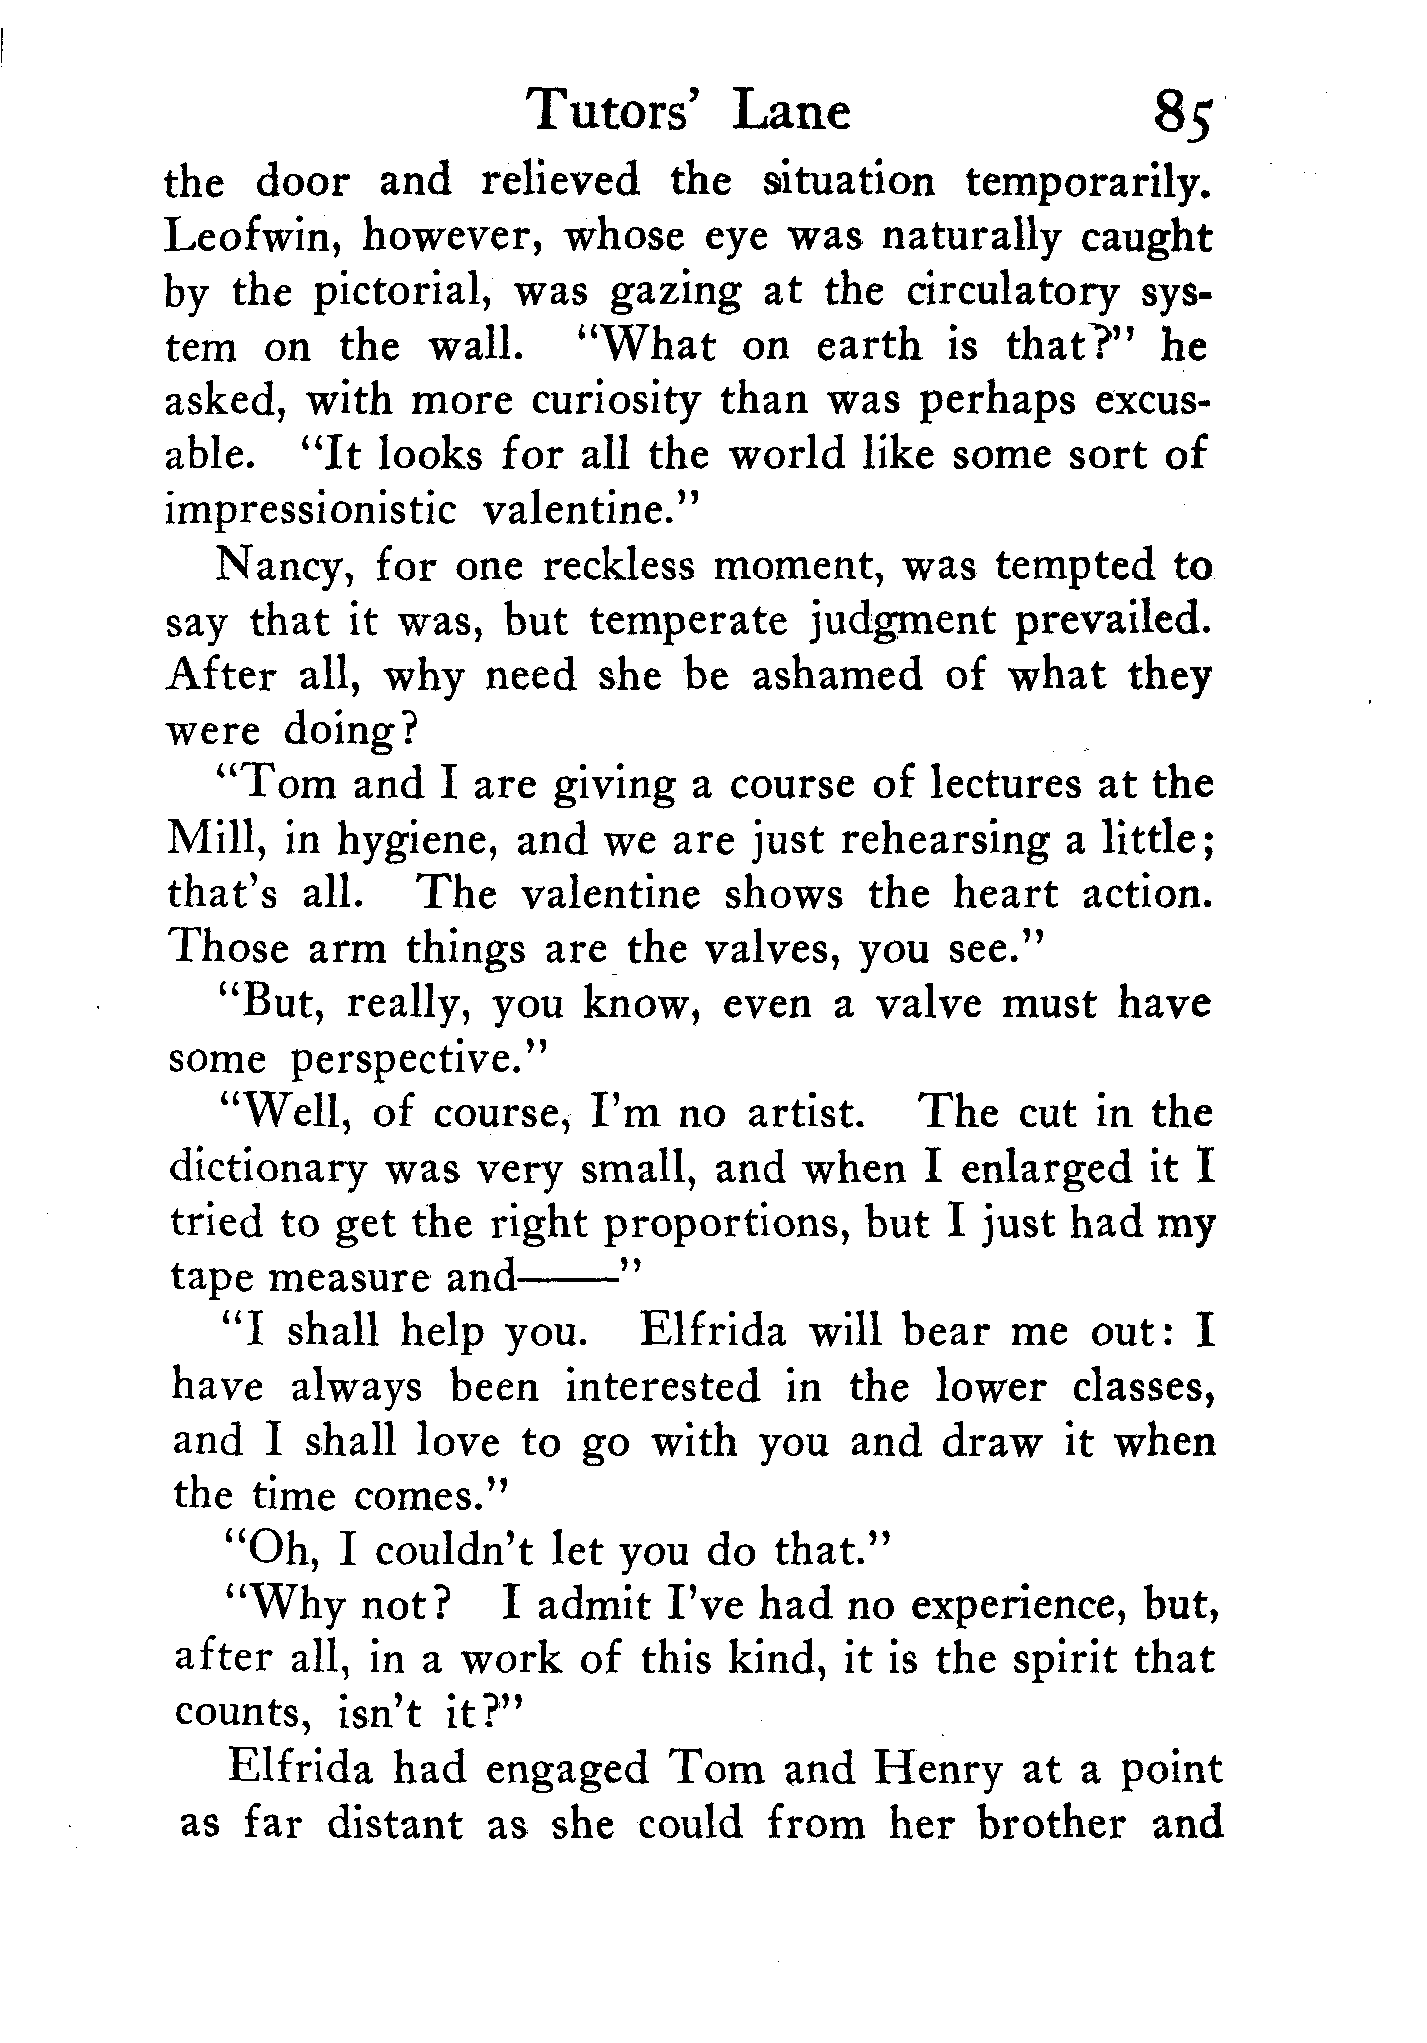 Tutors' Lane 85
the door and relieved the situation temporarily.
Leofwin, however, whose eye was naturally caught
by the pictorial, was gazing at the circulatory sys-
tem on the wall. "What on earth is that?" he
asked, with more curiosity than was perhaps excus-
able. "It looks for all the world like some sort of
impressionistic valentine."
Nancy, for one reckless moment, was tempted to
say that it was, but temperate judgment prevailed.
After all, why need she be ashamed of what they
were doing?
"Tom and I are giving a course of lectures at the
Mill, in hygiene, and we are just rehearsing a little;
that's all. The valentine shows the heart action.
Those arm things are the valves, you see."
"But, really, you know, even a valve must have
some perspective."
"Well, of course, I'm no artist. The cut in the
dictionary was very small, and when I enlarged it I
tried to get the right proportions, but I just had my
tape measure and——"
"I shall help you. Elfrida will bear me out: I
have always been interested in the lower classes,
and I shall love to go with you and draw it when
the time comes."
"Oh, I couldn't let you do that."
"Why not? I admit I've had no experience, but,
after all, in a work of this kind, it is the spirit that
counts, isn't it?"
Elfrida had engaged Tom and Henry at a point
as far distant as she could from her brother and